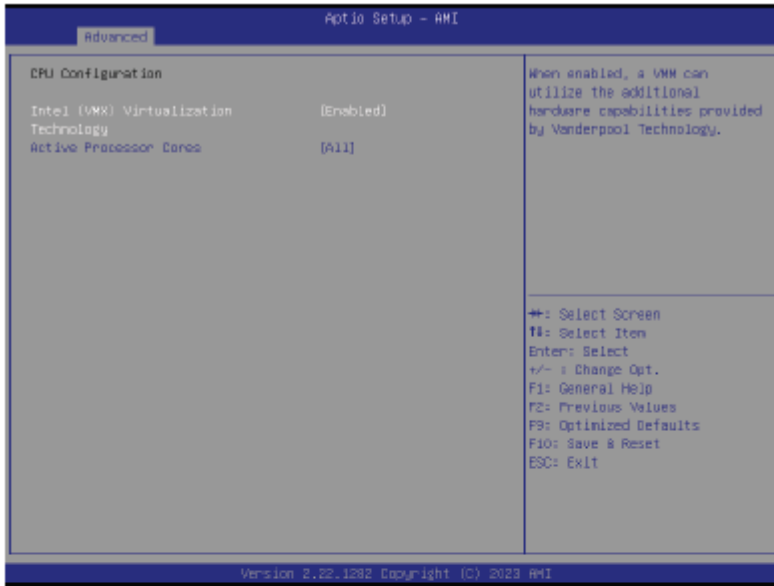 Aptio Setup - AMI
Advanced
CPU Configuration
Intel (VMX) Virtualization [Enabled]
Technology
Active Processor Cores [All]
When enabled, a VMM can
utilize the additional
hardware capabilities provided
by Vanderpool Technology.
→←: Select Screen
↑↓: Select Item
Enter: Select
+/- : Change Opt.
F1: General Help
F2: Previous Values
F9: Optimized Defaults
F10: Save & Reset
ESC: Exit
Version 2.22.1282 Copyright (C) 2023 AMI